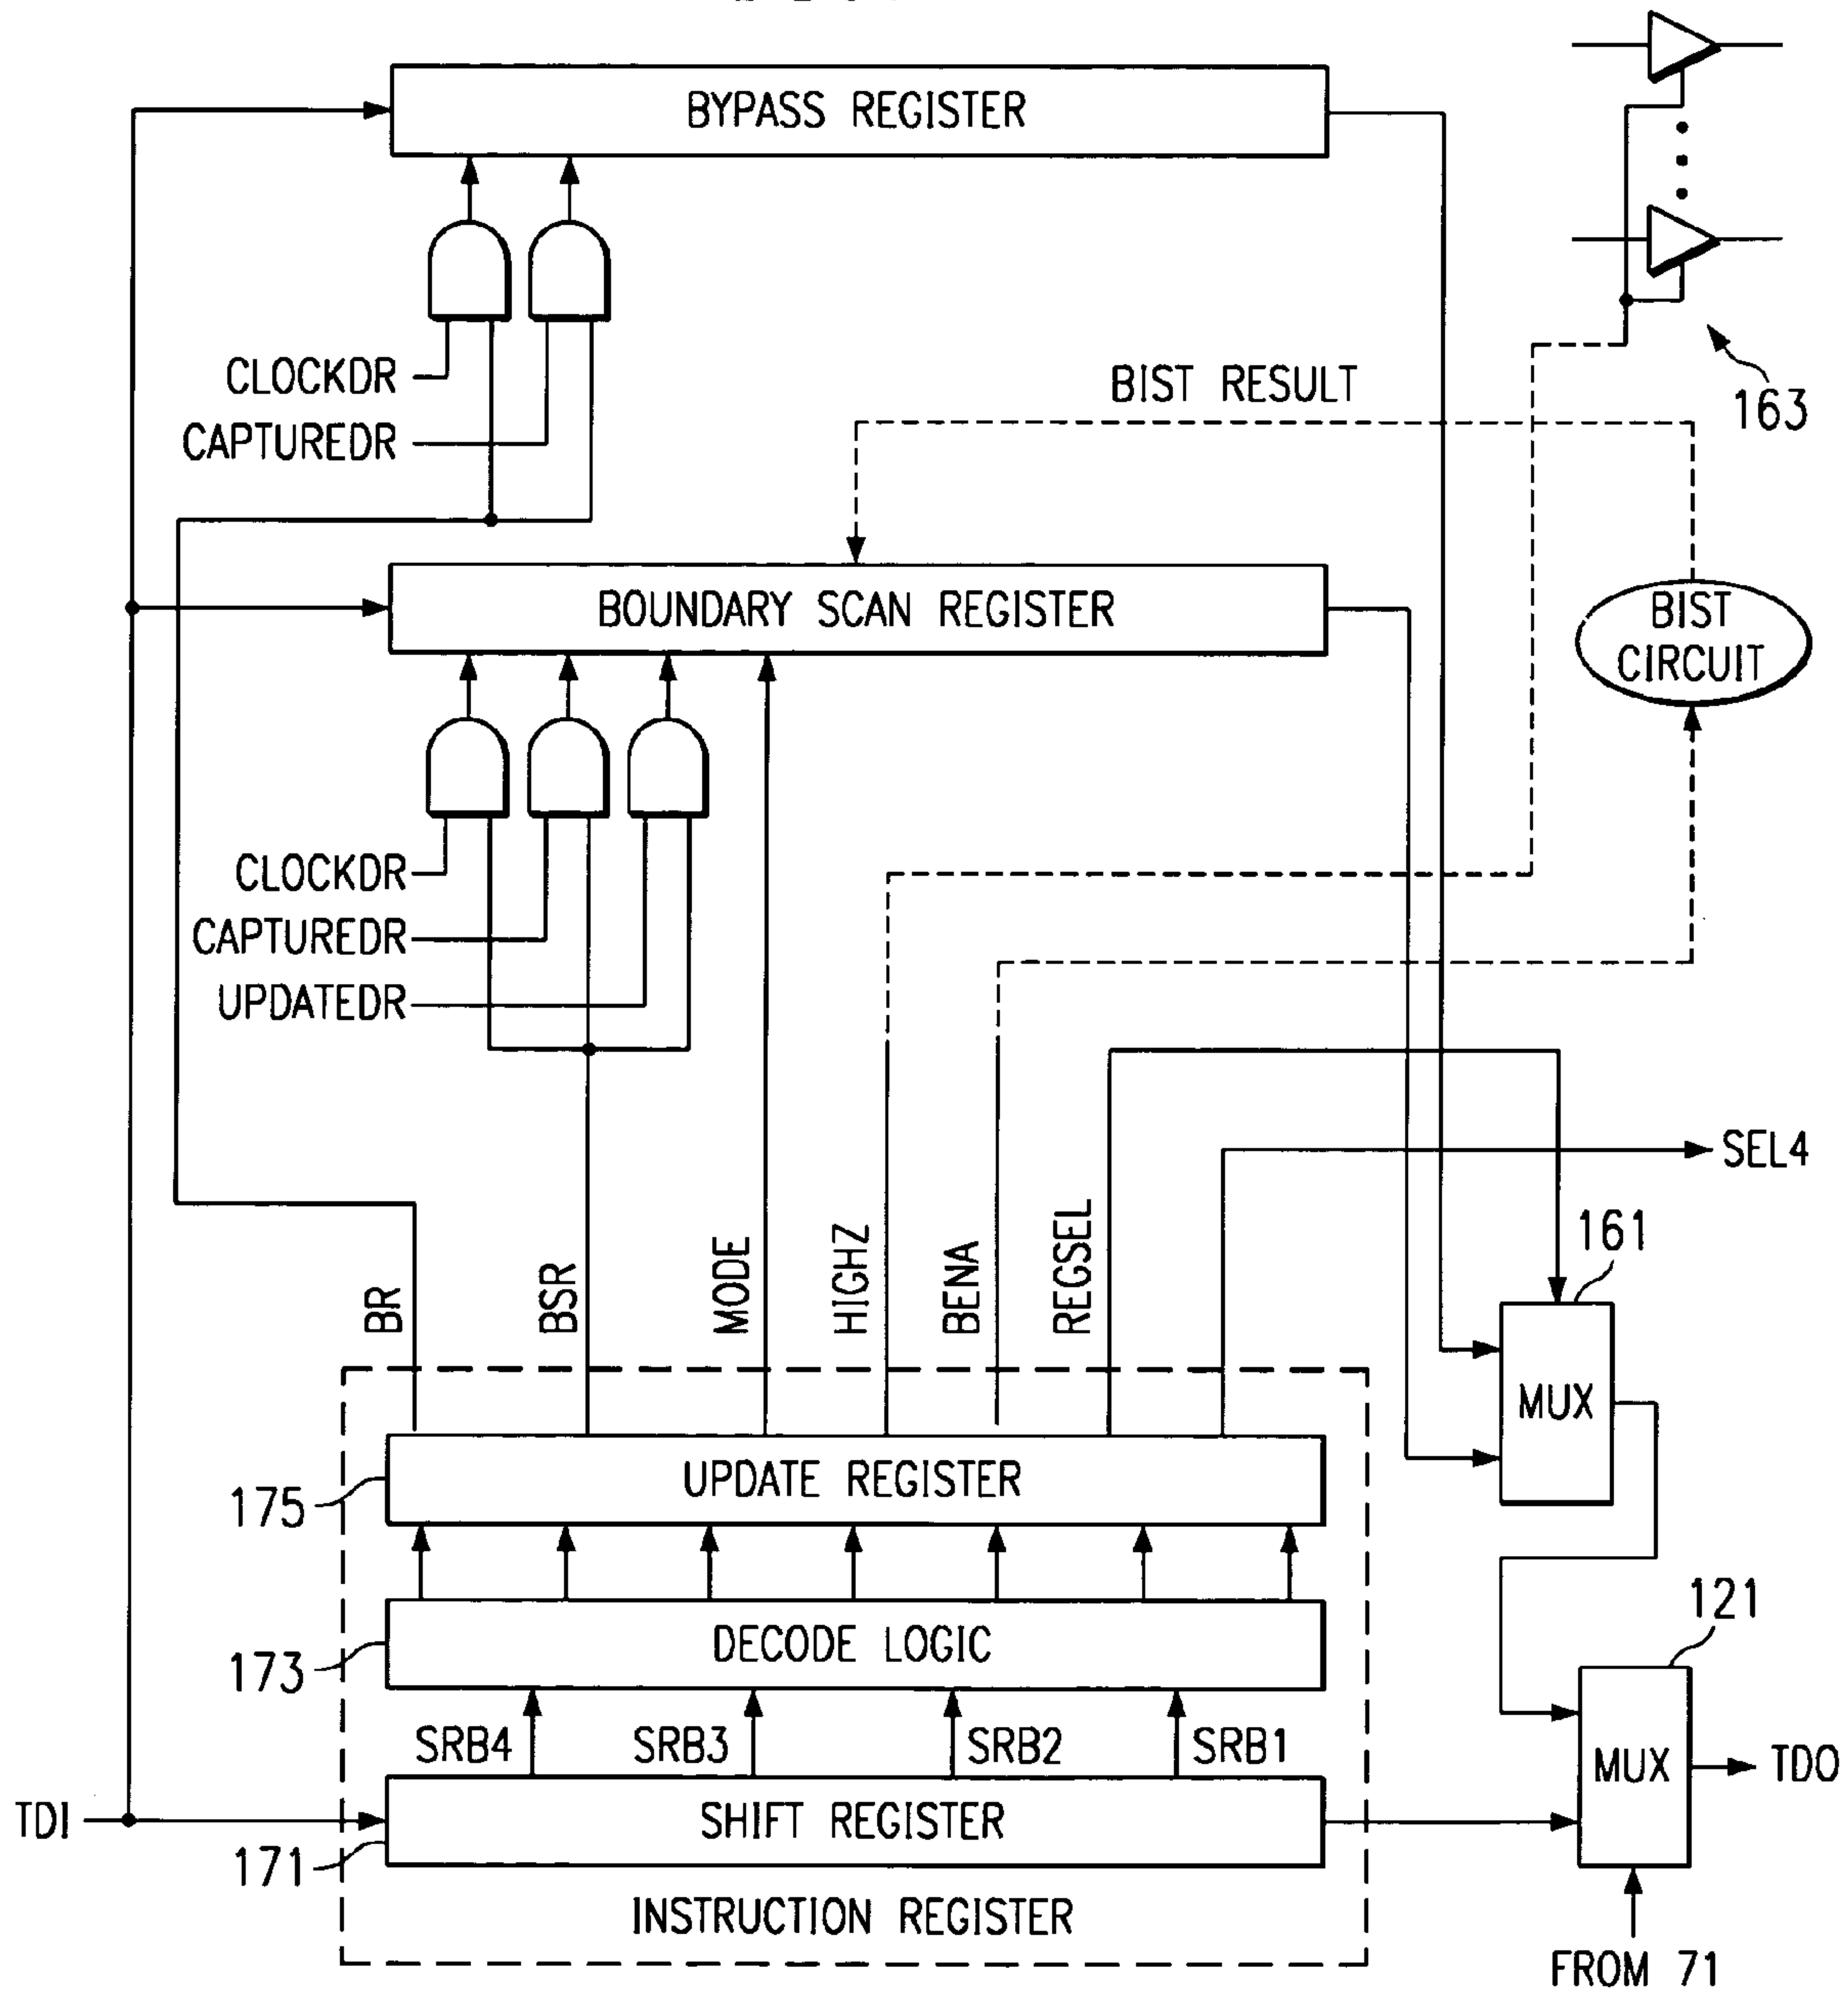 BYPASS REGISTER
CLOCKDR
CAPTUREDR
BIST RESULT
163
BOUNDARY SCAN REGISTER
BIST
CIRCUIT
CLOCKDR
CAPTUREDR
UPDATEDR
SEL4
161
BR
BSR
MODE
HIGHZ
BENA
REGSEL
MUX
UPDATE REGISTER
175
121
DECODE LOGIC
173
SRB4
SRB3
SRB2
SRB1
MUX
TDO
TDI
SHIFT REGISTER
171
INSTRUCTION REGISTER
FROM 71